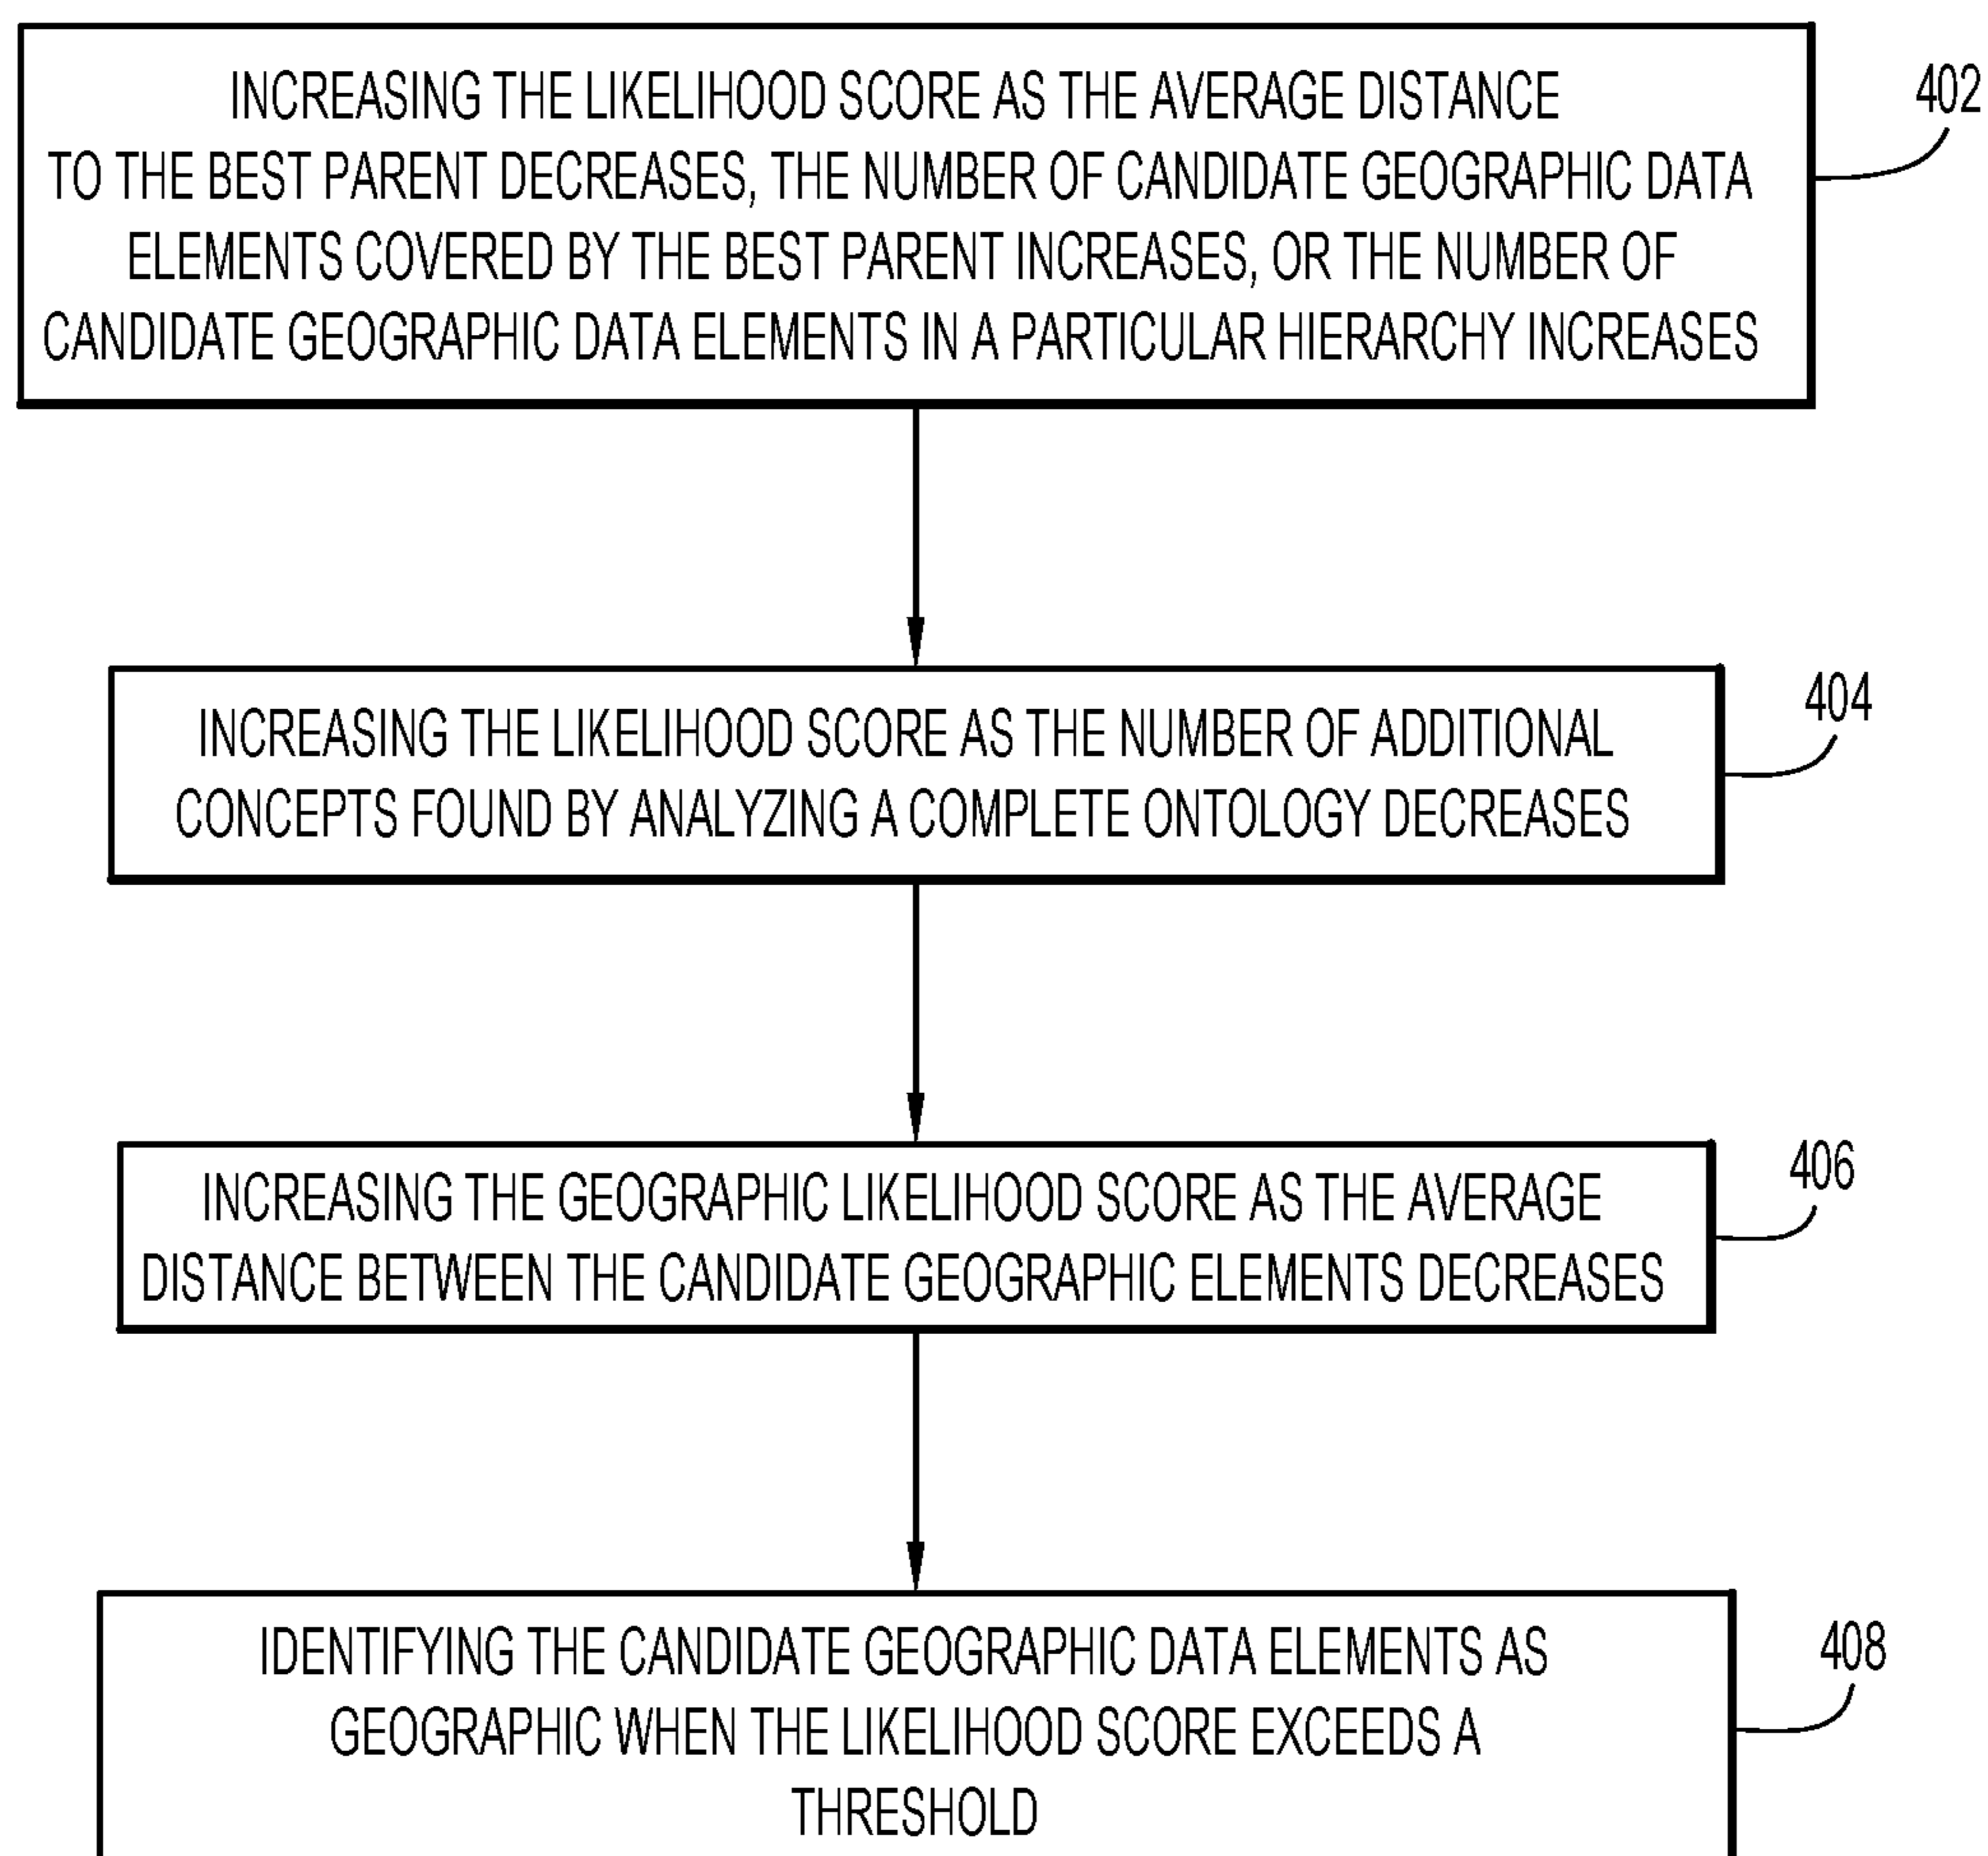 INCREASING THE LIKELIHOOD SCORE AS THE AVERAGE DISTANCE
TO THE BEST PARENT DECREASES, THE NUMBER OF CANDIDATE GEOGRAPHIC DATA
ELEMENTS COVERED BY THE BEST PARENT INCREASES, OR THE NUMBER OF
CANDIDATE GEOGRAPHIC DATA ELEMENTS IN A PARTICULAR HIERARCHY INCREASES
402
INCREASING THE LIKELIHOOD SCORE AS THE NUMBER OF ADDITIONAL
CONCEPTS FOUND BY ANALYZING A COMPLETE ONTOLOGY DECREASES
404
INCREASING THE GEOGRAPHIC LIKELIHOOD SCORE AS THE AVERAGE
DISTANCE BETWEEN THE CANDIDATE GEOGRAPHIC ELEMENTS DECREASES
406
IDENTIFYING THE CANDIDATE GEOGRAPHIC DATA ELEMENTS AS
GEOGRAPHIC WHEN THE LIKELIHOOD SCORE EXCEEDS A
THRESHOLD
408